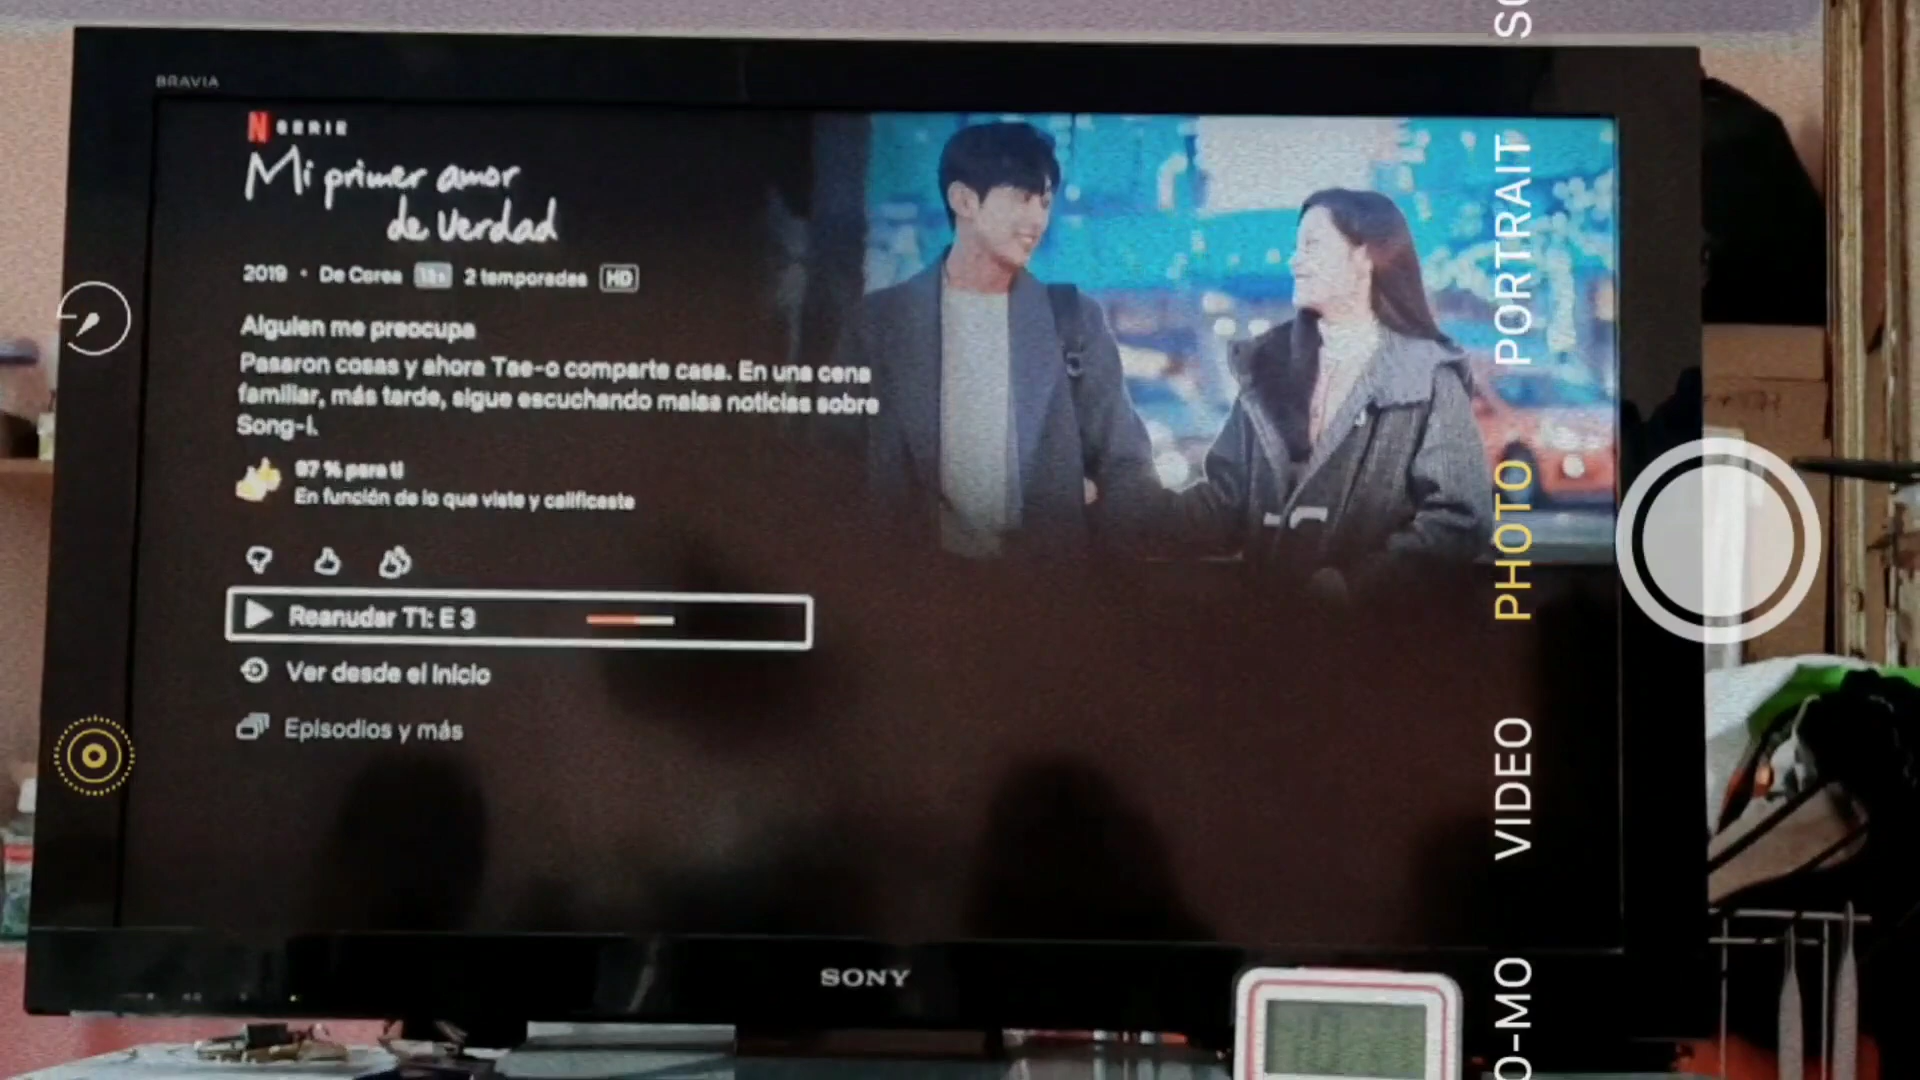 BRAVIA
N SERIE
Mi primer amor
de verdad
2019 • De Corea 13+ 2 temporadas HD
Alguien me preocupa
Pasaron cosas y ahora Tae-o comparte casa. En una cena
familiar, más tarde, sigue escuchando malas noticias sobre
Song-i.
97 % para ti
En función de lo que viste y calificaste
Reanudar T1: E 3
Ver desde el inicio
Episodios y más
SONY
SO
PORTRAIT
PHOTO
VIDEO
O-MO